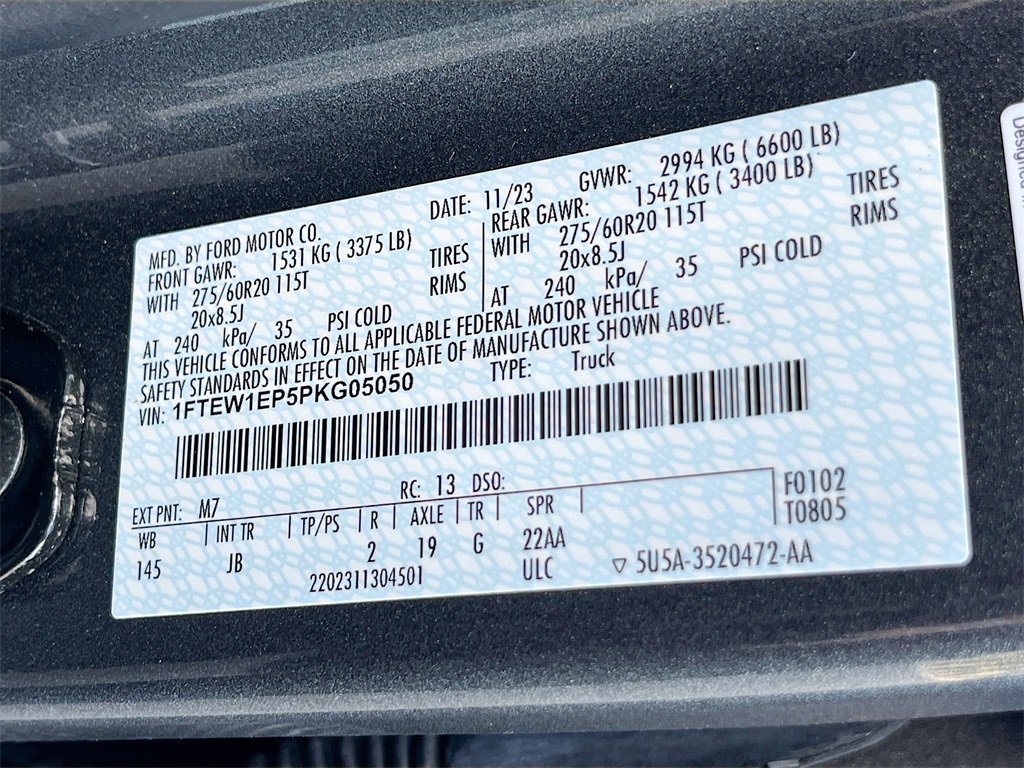 MFD. BY FORD MOTOR CO.
DATE: 11/23
GVWR: 2994 KG ( 6600 LB)
FRONT GAWR: 1531 KG ( 3375 LB)
WITH 275/60R20 115T TIRES
20x8.5J RIMS
AT 240 kPa/ 35 PSI COLD
REAR GAWR: 1542 KG ( 3400 LB)
WITH 275/60R20 115T TIRES
20x8.5J RIMS
AT 240 kPa/ 35 PSI COLD
THIS VEHICLE CONFORMS TO ALL APPLICABLE FEDERAL MOTOR VEHICLE
SAFETY STANDARDS IN EFFECT ON THE DATE OF MANUFACTURE SHOWN ABOVE.
VIN: 1FTEW1EP5PKG05050
TYPE: Truck
EXT PNT: M7 RC: 13 DSO:
WB INT TR TP/PS R AXLE TR SPR
145 JB 2 19 G 22AA
2202311304501 ULC
F0102
T0805
▽ 5U5A-3520472-AA